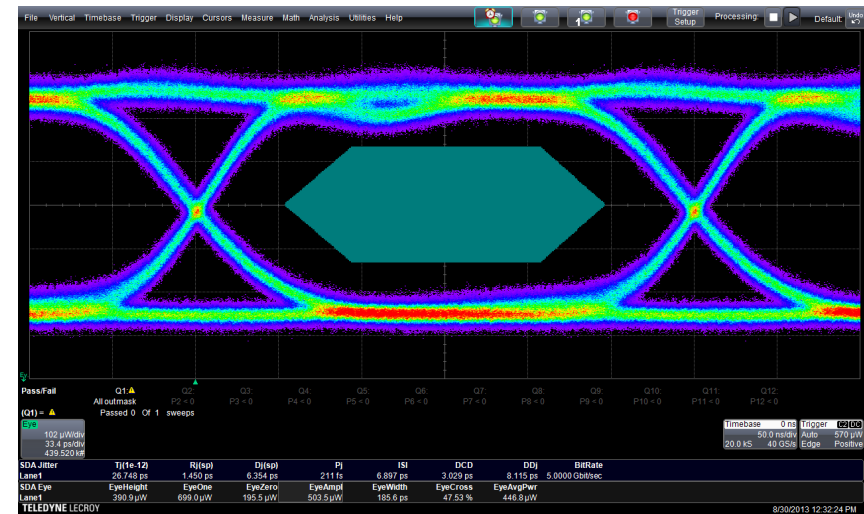 File Vertical Timebase Trigger Display Cursors Measure Math Analysis Utilities Help 1 Trigger Setup Processing: Default Undo
Ey
Pass/Fail Q1: Q2: Q3: Q4: Q5: Q6: Q7: Q8: Q9: Q10: Q11: Q12:
All outmask P2 < 0 P3 < 0 P4 < 0 P5 < 0 P6 < 0 P7 < 0 P8 < 0 P9 < 0 P10 < 0 P11 < 0 P12 < 0
(Q1) = Passed 0 Of 1 sweeps
Eye
102 µW/div
33.4 ps/div
439.520 k#
Timebase 0 ns Trigger C2 DC
50.0 ns/div Auto 570 µW
20.0 kS 40 GS/s Edge Positive
SDA Jitter Tj(1e-12) Rj(sp) Dj(sp) Pj ISI DCD DDj BitRate
Lane1 26.748 ps 1.450 ps 6.354 ps 211 fs 6.897 ps 3.029 ps 8.115 ps 5.0000 Gbit/sec
SDA Eye EyeHeight EyeOne EyeZero EyeAmpl EyeWidth EyeCross EyeAvgPwr
Lane1 390.9 µW 699.0 µW 195.5 µW 503.5 µW 185.6 ps 47.53 % 446.8 µW
TELEDYNE LECROY 8/30/2013 12:32:24 PM